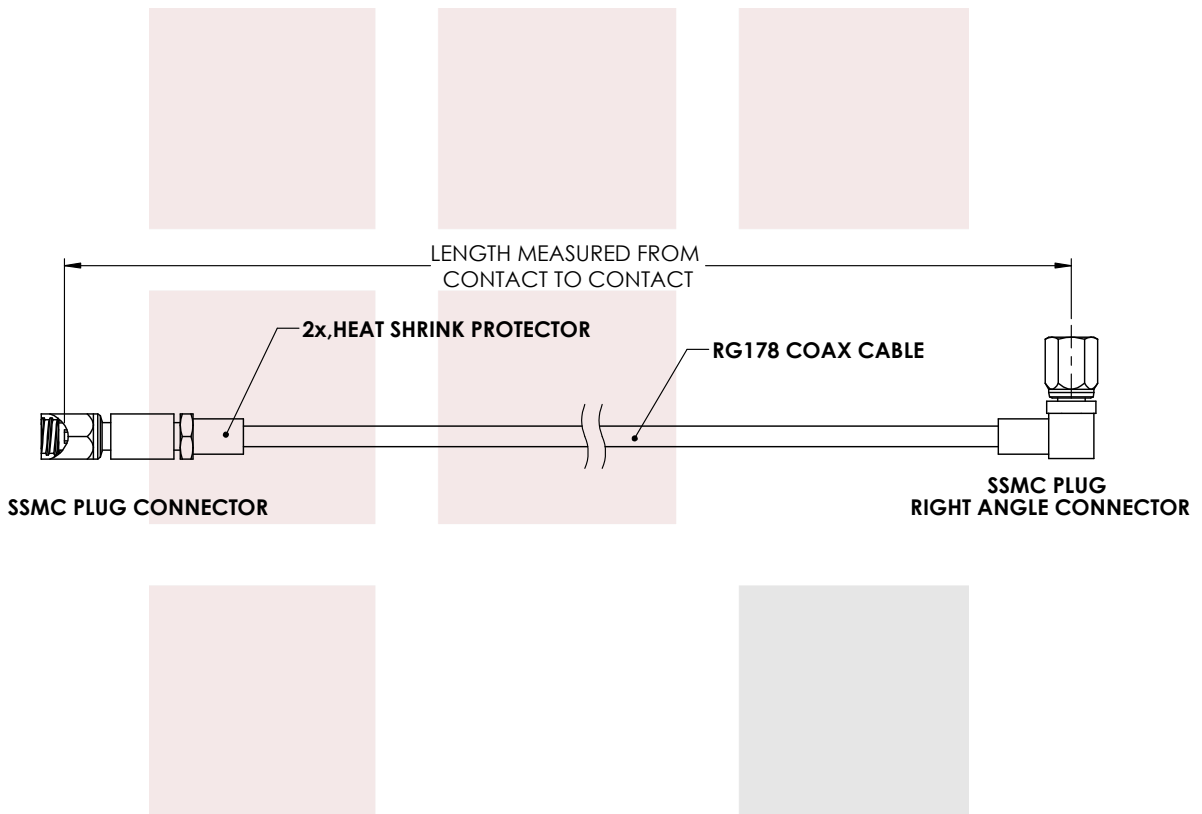 LENGTH MEASURED FROM
CONTACT TO CONTACT
2x,HEAT SHRINK PROTECTOR
RG178 COAX CABLE
SSMC PLUG CONNECTOR
SSMC PLUG
RIGHT ANGLE CONNECTOR